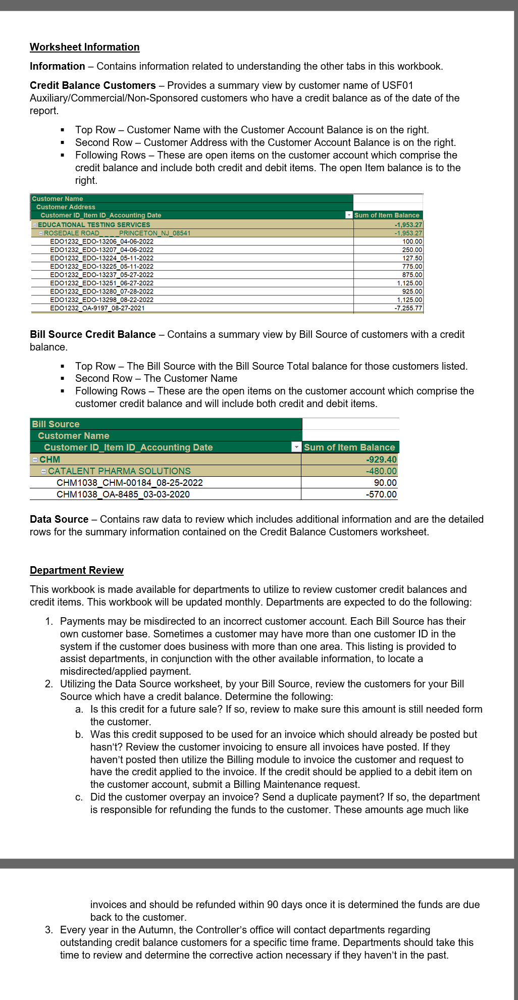 Worksheet Information
Information – Contains information related to understanding the other tabs in this workbook.
Credit Balance Customers – Provides a summary view by customer name of USF01
Auxiliary/Commercial/Non-Sponsored customers who have a credit balance as of the date of the
report.
▪ Top Row – Customer Name with the Customer Account Balance is on the right.
▪ Second Row – Customer Address with the Customer Account Balance is on the right.
▪ Following Rows – These are open items on the customer account which comprise the
credit balance and include both credit and debit items. The open Item balance is to the
right.
Customer Name
Customer Address
Customer ID_Item ID_Accounting Date Sum of Item Balance
EDUCATIONAL TESTING SERVICES -1,953.27
ROSEDALE ROAD_ _ _ _PRINCETON_NJ_08541 -1,953.27
EDO1232_EDO-13206_04-06-2022 100.00
EDO1232_EDO-13207_04-06-2022 250.00
EDO1232_EDO-13224_05-11-2022 127.50
EDO1232_EDO-13225_05-11-2022 775.00
EDO1232_EDO-13237_05-27-2022 875.00
EDO1232_EDO-13251_06-27-2022 1,125.00
EDO1232_EDO-13280_07-28-2022 925.00
EDO1232_EDO-13298_08-22-2022 1,125.00
EDO1232_OA-9197_08-27-2021 -7,255.77
Bill Source Credit Balance – Contains a summary view by Bill Source of customers with a credit
balance.
▪ Top Row – The Bill Source with the Bill Source Total balance for those customers listed.
▪ Second Row – The Customer Name
▪ Following Rows – These are the open items on the customer account which comprise the
customer credit balance and will include both credit and debit items.
Bill Source
Customer Name
Customer ID_Item ID_Accounting Date Sum of Item Balance
CHM -929.40
CATALENT PHARMA SOLUTIONS -480.00
CHM1038_CHM-00184_08-25-2022 90.00
CHM1038_OA-8485_03-03-2020 -570.00
Data Source – Contains raw data to review which includes additional information and are the detailed
rows for the summary information contained on the Credit Balance Customers worksheet.
Department Review
This workbook is made available for departments to utilize to review customer credit balances and
credit items. This workbook will be updated monthly. Departments are expected to do the following:
1. Payments may be misdirected to an incorrect customer account. Each Bill Source has their
own customer base. Sometimes a customer may have more than one customer ID in the
system if the customer does business with more than one area. This listing is provided to
assist departments, in conjunction with the other available information, to locate a
misdirected/applied payment.
2. Utilizing the Data Source worksheet, by your Bill Source, review the customers for your Bill
Source which have a credit balance. Determine the following:
a. Is this credit for a future sale? If so, review to make sure this amount is still needed form
the customer.
b. Was this credit supposed to be used for an invoice which should already be posted but
hasn't? Review the customer invoicing to ensure all invoices have posted. If they
haven't posted then utilize the Billing module to invoice the customer and request to
have the credit applied to the invoice. If the credit should be applied to a debit item on
the customer account, submit a Billing Maintenance request.
c. Did the customer overpay an invoice? Send a duplicate payment? If so, the department
is responsible for refunding the funds to the customer. These amounts age much like
invoices and should be refunded within 90 days once it is determined the funds are due
back to the customer.
3. Every year in the Autumn, the Controller's office will contact departments regarding
outstanding credit balance customers for a specific time frame. Departments should take this
time to review and determine the corrective action necessary if they haven't in the past.